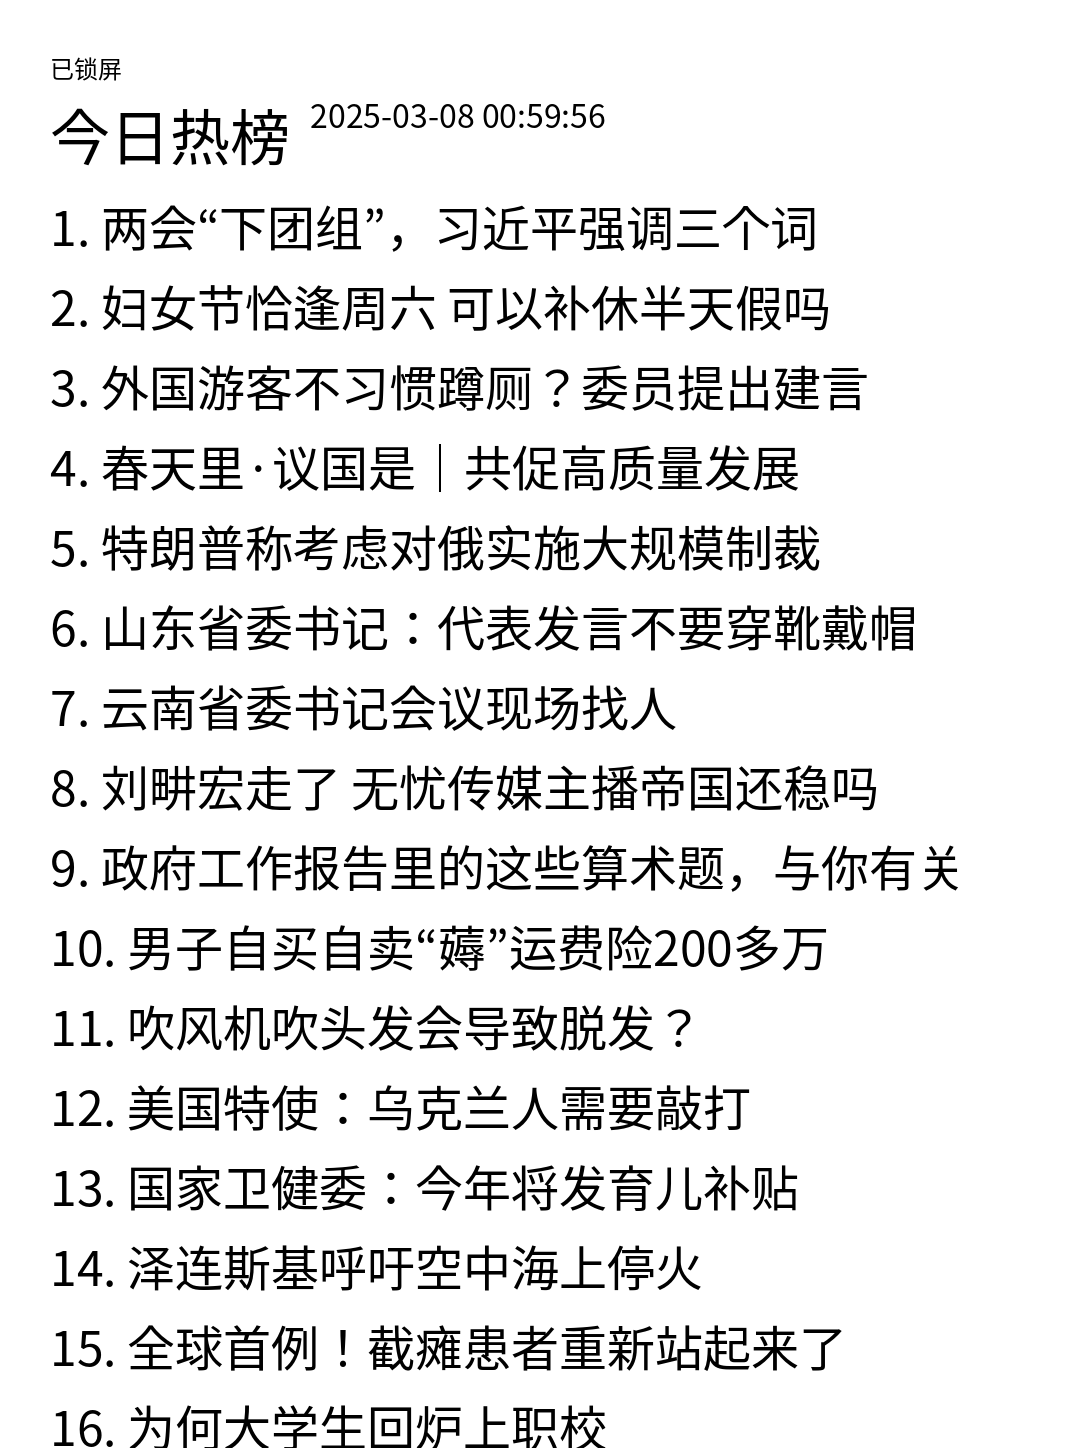 已锁屏
今日热榜 2025-03-08 00:59:56
1. 两会“下团组”，习近平强调三个词
2. 妇女节恰逢周六 可以补休半天假吗
3. 外国游客不习惯蹲厕？委员提出建言
4. 春天里·议国是｜共促高质量发展
5. 特朗普称考虑对俄实施大规模制裁
6. 山东省委书记：代表发言不要穿靴戴帽
7. 云南省委书记会议现场找人
8. 刘畊宏走了 无忧传媒主播帝国还稳吗
9. 政府工作报告里的这些算术题，与你有关
10. 男子自买自卖“薅”运费险200多万
11. 吹风机吹头发会导致脱发？
12. 美国特使：乌克兰人需要敲打
13. 国家卫健委：今年将发育儿补贴
14. 泽连斯基呼吁空中海上停火
15. 全球首例！截瘫患者重新站起来了
16. 为何大学生回炉上职校